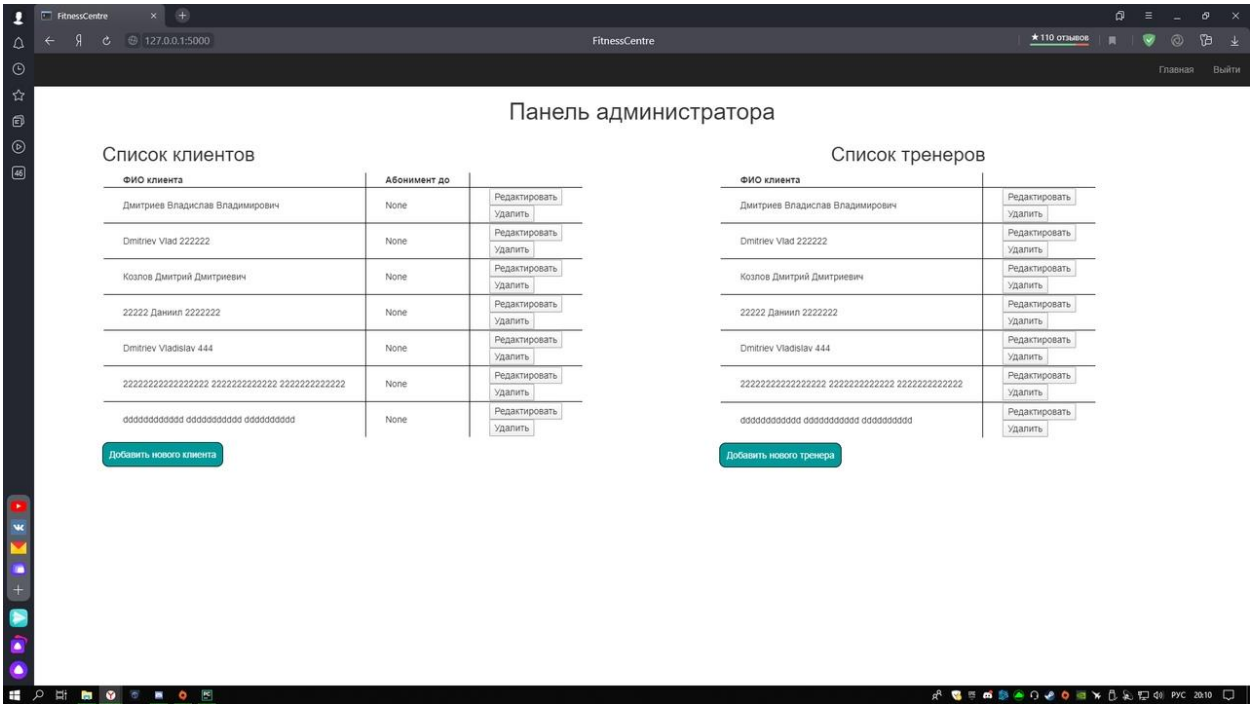 FitnessCentre
127.0.0.1:5000
FitnessCentre
★ 110 отзывов
Главная Выйти
46
Панель администратора
Список клиентов
ФИО клиента Абонимент до
Дмитриев Владислав Владимирович None Редактировать
Удалить
Dmitriev Vlad 222222 None Редактировать
Удалить
Козлов Дмитрий Дмитриевич None Редактировать
Удалить
22222 Даниил 2222222 None Редактировать
Удалить
Dmitriev Vladislav 444 None Редактировать
Удалить
22222222222222222 2222222222222 2222222222222 None Редактировать
Удалить
dddddddddddd ddddddddddd dddddddddd None Редактировать
Удалить
Добавить нового клиента
Список тренеров
ФИО клиента
Дмитриев Владислав Владимирович Редактировать
Удалить
Dmitriev Vlad 222222 Редактировать
Удалить
Козлов Дмитрий Дмитриевич Редактировать
Удалить
22222 Даниил 2222222 Редактировать
Удалить
Dmitriev Vladislav 444 Редактировать
Удалить
22222222222222222 2222222222222 2222222222222 Редактировать
Удалить
dddddddddddd ddddddddddd dddddddddd Редактировать
Удалить
Добавить нового тренера
РУС 20:10